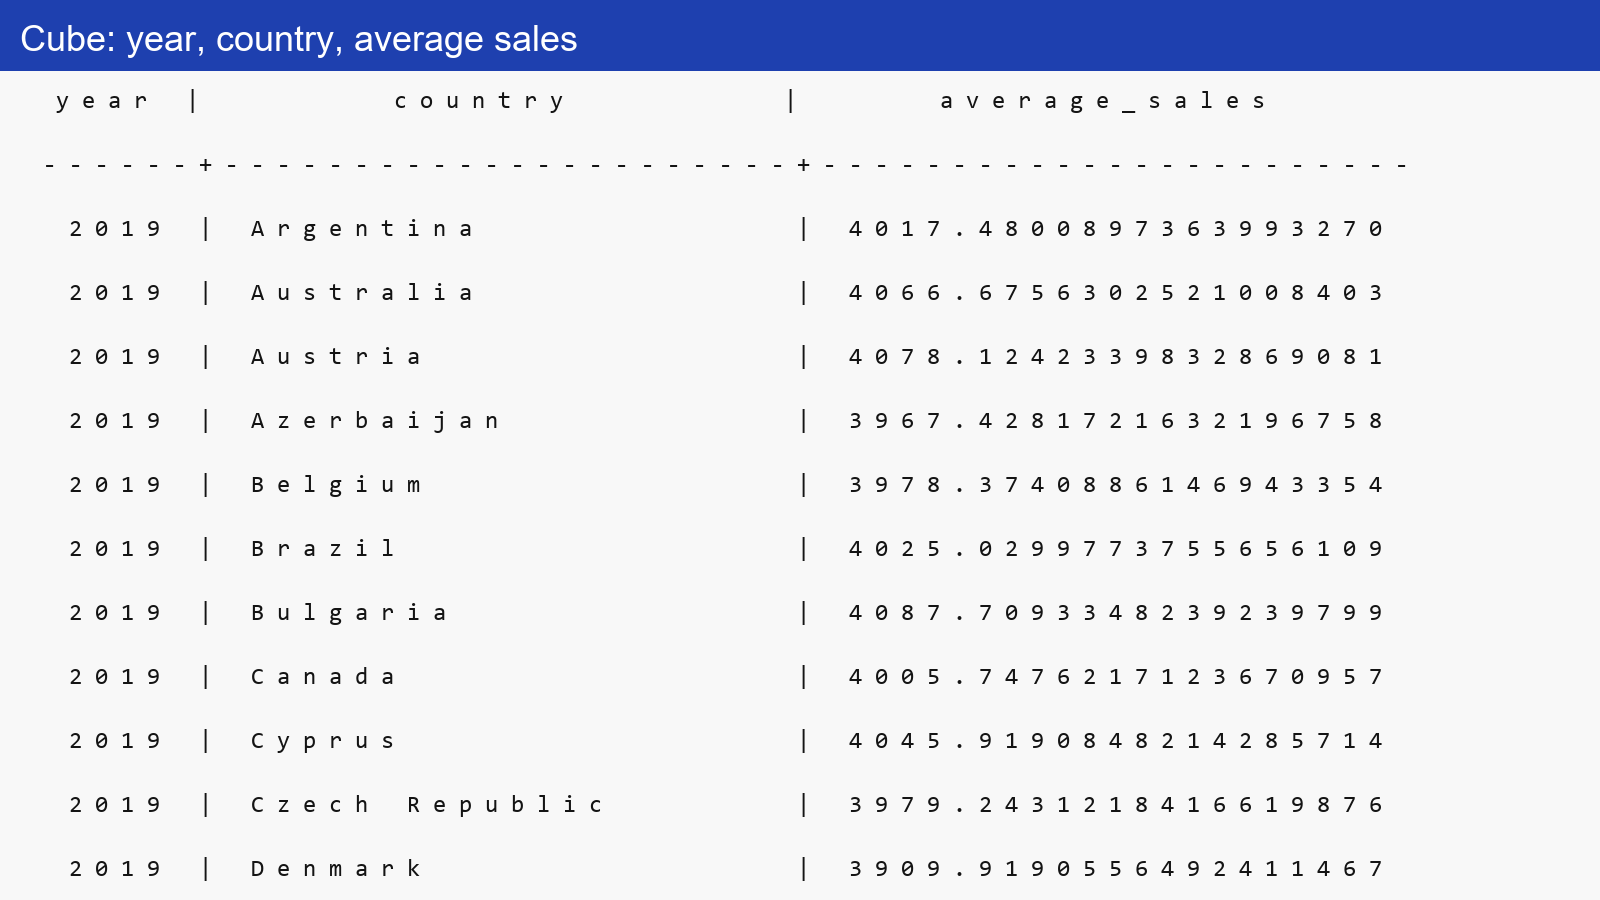 Cube: year, country, average sales
year | country | average_sales
------+----------------------+-----------------------
2019 | Argentina | 4017.4800897363993270
2019 | Australia | 4066.6756302521008403
2019 | Austria | 4078.1242339832869081
2019 | Azerbaijan | 3967.4281721632196758
2019 | Belgium | 3978.3740886146943354
2019 | Brazil | 4025.0299773755656109
2019 | Bulgaria | 4087.7093348239239799
2019 | Canada | 4005.7476217123670957
2019 | Cyprus | 4045.9190848214285714
2019 | Czech Republic | 3979.2431218416619876
2019 | Denmark | 3909.9190556492411467